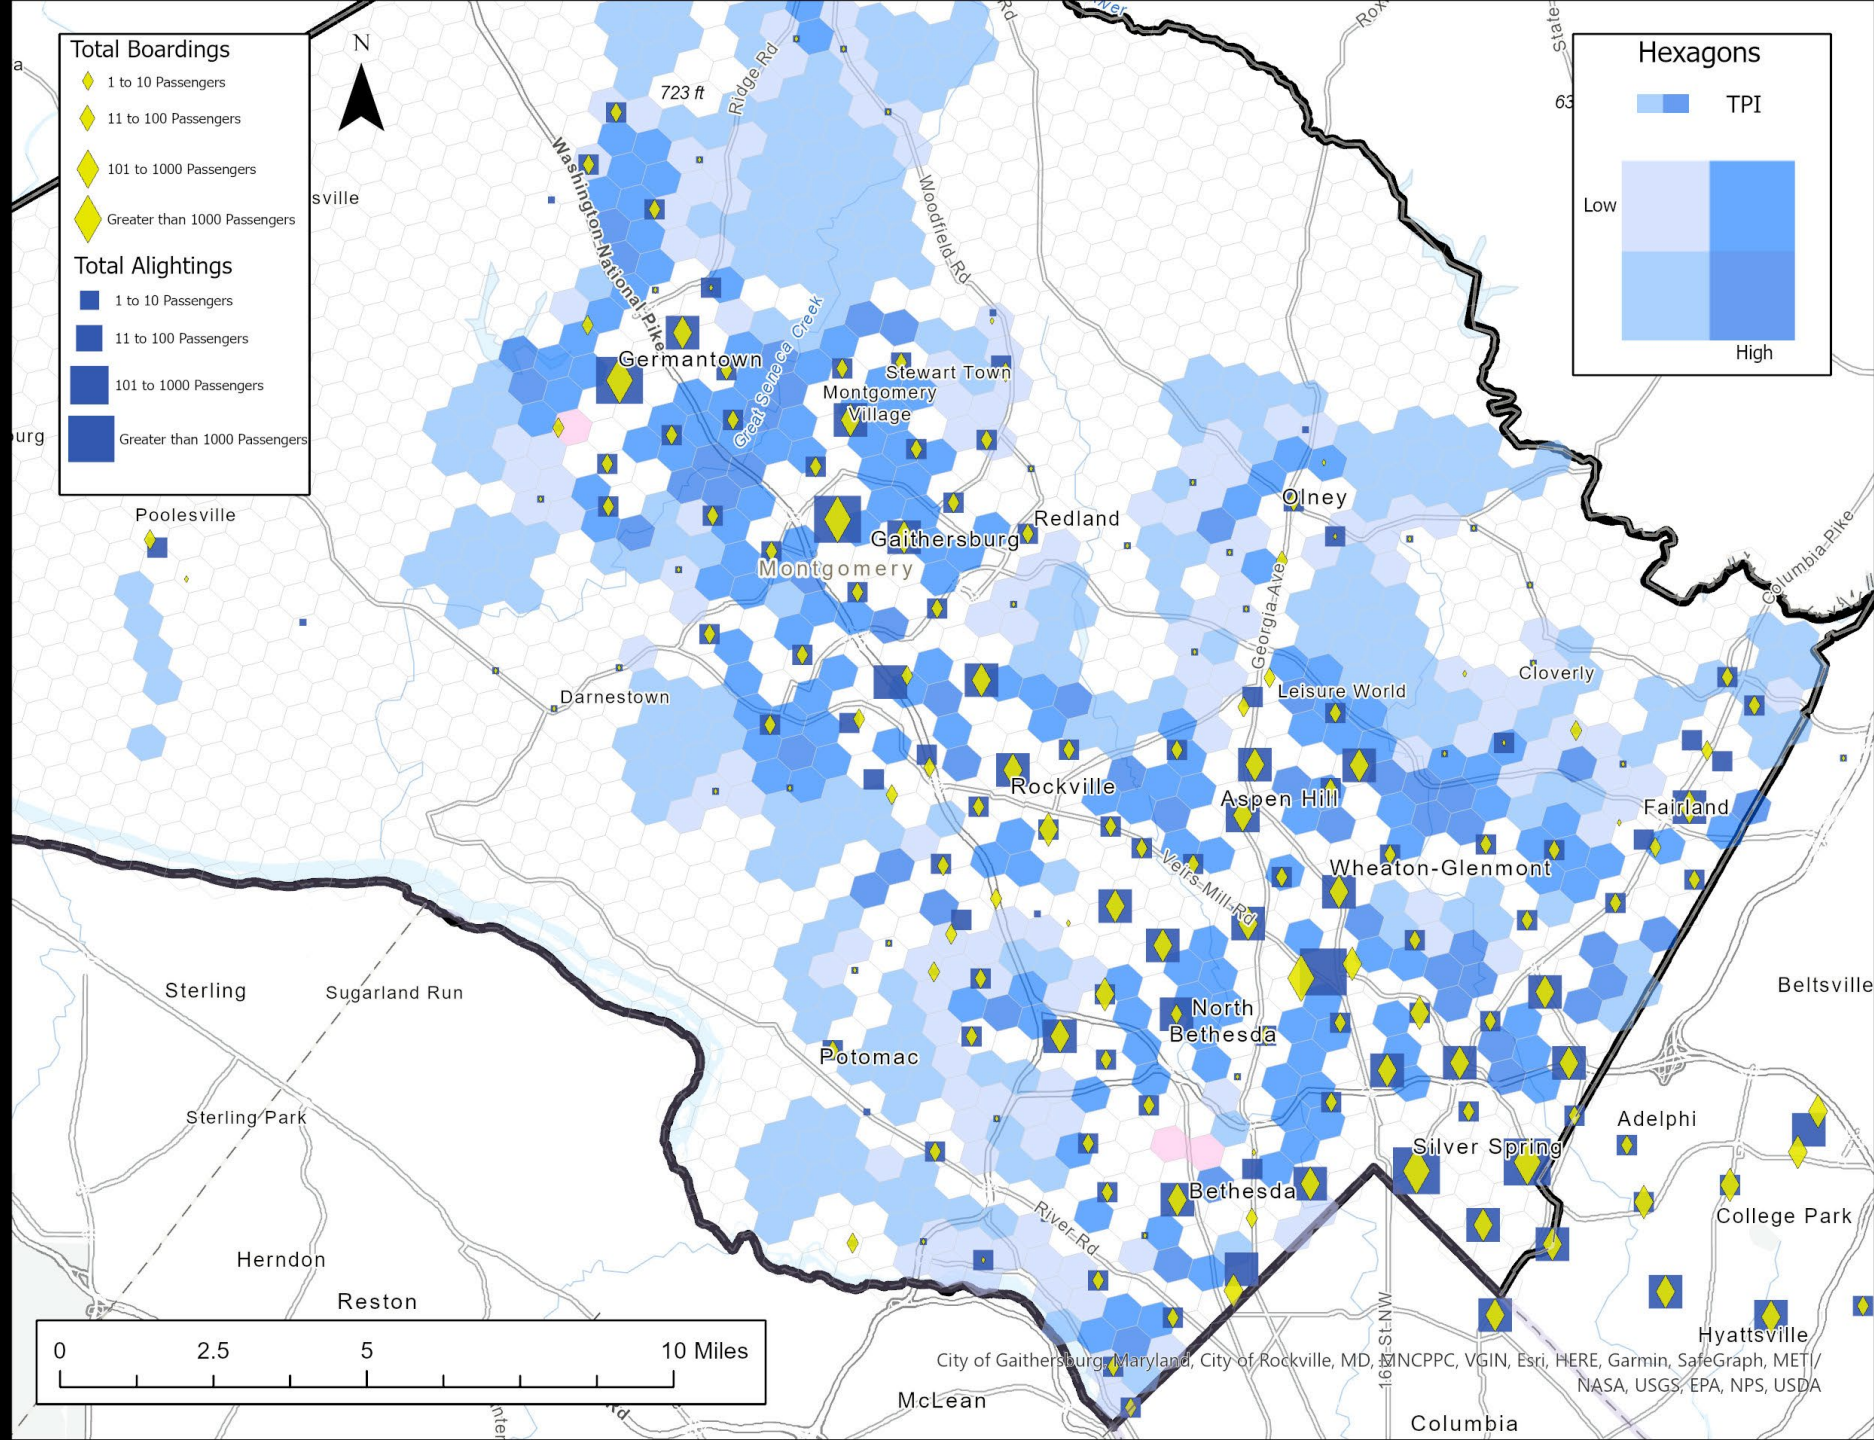 Total Boardings
1 to 10 Passengers
11 to 100 Passengers
101 to 1000 Passengers
Greater than 1000 Passengers
Total Alightings
1 to 10 Passengers
11 to 100 Passengers
101 to 1000 Passengers
Greater than 1000 Passengers
N
Hexagons
TPI
Low
High
723 ft
63
Ridge Rd
Rd
Woodfield-Rd
Washington-National-Pike
Great Seneca Creek
State-
sville
a
urg
Germantown
Stewart Town
Montgomery
Village
Poolesville
Olney
Redland
Gaithersburg
Montgomery
Columbia-Pike
Georgia-Ave
Darnestown
Leisure World
Cloverly
Rockville
Aspen Hill
Fairland
Veirs-Mill-Rd
Wheaton-Glenmont
Sterling
Sugarland Run
Beltsville
North
Bethesda
Potomac
Sterling Park
Adelphi
Silver Spring
Bethesda
College Park
River-Rd
Herndon
Reston
16th-St-NW
Hyattsville
0 2.5 5 10 Miles
City of Gaithersburg, Maryland, City of Rockville, MD, MNCPPC, VGIN, Esri, HERE, Garmin, SafeGraph, METI/
NASA, USGS, EPA, NPS, USDA
McLean
Columbia
Rd